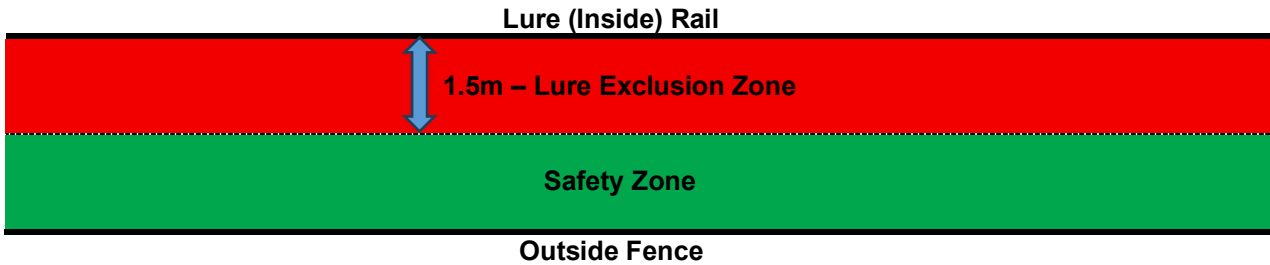 Lure (Inside) Rail
1.5m – Lure Exclusion Zone
Safety Zone
Outside Fence